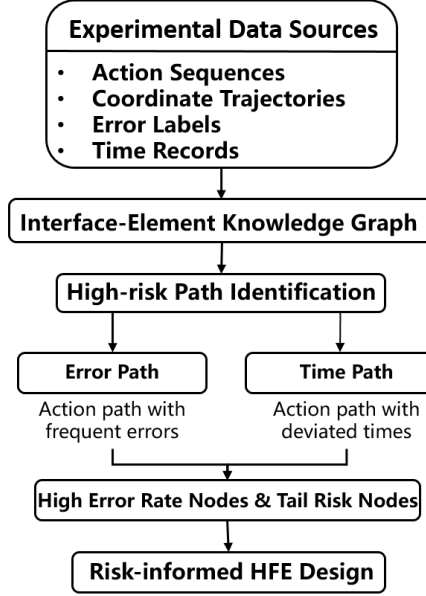 Experimental Data Sources
• Action Sequences
• Coordinate Trajectories
• Error Labels
• Time Records
Interface-Element Knowledge Graph
High-risk Path Identification
Error Path
Action path with
frequent errors
Time Path
Action path with
deviated times
High Error Rate Nodes & Tail Risk Nodes
Risk-informed HFE Design